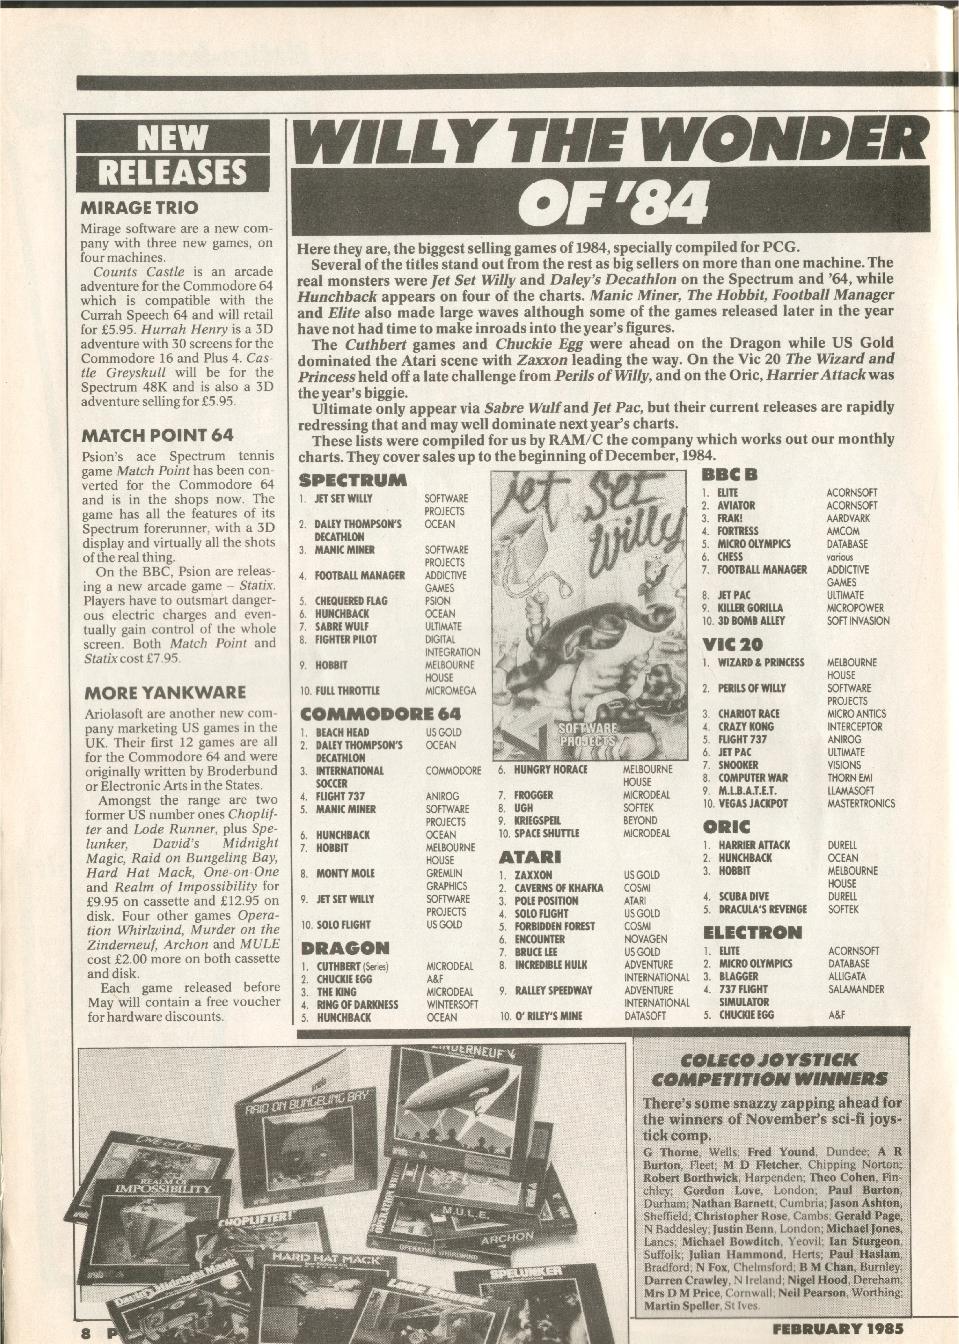 NEW
RELEASES
MIRAGE TRIO
Mirage software are a new com-
pany with three new games, on
four machines.
Counts Castle is an arcade
adventure for the Commodore 64
which is compatible with the
Currah Speech 64 and will retail
for £5.95. Hurrah Henry is a 3D
adventure with 30 screens for the
Commodore 16 and Plus 4. Cas-
tle Greyskull will be for the
Spectrum 48K and is also a 3D
adventure selling for £5.95.
MATCH POINT 64
Psion's ace Spectrum tennis
game Match Point has been con-
verted for the Commodore 64
and is in the shops now. The
game has all the features of its
Spectrum forerunner, with a 3D
display and virtually all the shots
of the real thing.
On the BBC, Psion are releas-
ing a new arcade game – Statix.
Players have to outsmart danger-
ous electric charges and even-
tually gain control of the whole
screen. Both Match Point and
Statix cost £7.95.
MORE YANKWARE
Ariolasoft are another new com-
pany marketing US games in the
UK. Their first 12 games are all
for the Commodore 64 and were
originally written by Broderbund
or Electronic Arts in the States.
Amongst the range are two
former US number ones Choplif-
ter and Lode Runner, plus Spe-
lunker, David's Midnight
Magic, Raid on Bungeling Bay,
Hard Hat Mack, One-on-One
and Realm of Impossibility for
£9.95 on cassette and £12.95 on
disk. Four other games Opera-
tion Whirlwind, Murder on the
Zinderneuf, Archon and MULE
cost £2.00 more on both cassette
and disk.
Each game released before
May will contain a free voucher
for hardware discounts.
WILLY THE WONDER
OF '84
Here they are, the biggest selling games of 1984, specially compiled for PCG.
Several of the titles stand out from the rest as big sellers on more than one machine. The
real monsters were Jet Set Willy and Daley's Decathlon on the Spectrum and '64, while
Hunchback appears on four of the charts. Manic Miner, The Hobbit, Football Manager
and Elite also made large waves although some of the games released later in the year
have not had time to make inroads into the year's figures.
The Cuthbert games and Chuckie Egg were ahead on the Dragon while US Gold
dominated the Atari scene with Zaxxon leading the way. On the Vic 20 The Wizard and
Princess held off a late challenge from Perils of Willy, and on the Oric, Harrier Attack was
the year's biggie.
Ultimate only appear via Sabre Wulf and Jet Pac, but their current releases are rapidly
redressing that and may well dominate next year's charts.
These lists were compiled for us by RAM/C the company which works out our monthly
charts. They cover sales up to the beginning of December, 1984.
SPECTRUM
1. JET SET WILLY SOFTWARE
PROJECTS
2. DALEY THOMPSON'S OCEAN
DECATHLON
3. MANIC MINER SOFTWARE
PROJECTS
4. FOOTBALL MANAGER ADDICTIVE
GAMES
5. CHEQUERED FLAG PSION
6. HUNCHBACK OCEAN
7. SABRE WULF ULTIMATE
8. FIGHTER PILOT DIGITAL
INTEGRATION
9. HOBBIT MELBOURNE
HOUSE
10. FULL THROTTLE MICROMEGA
COMMODORE 64
1. BEACH HEAD US GOLD
2. DALEY THOMPSON'S OCEAN
DECATHLON
3. INTERNATIONAL COMMODORE
SOCCER
4. FLIGHT 737 ANIROG
5. MANIC MINER SOFTWARE
PROJECTS
6. HUNCHBACK OCEAN
7. HOBBIT MELBOURNE
HOUSE
8. MONTY MOLE GREMLIN
GRAPHICS
9. JET SET WILLY SOFTWARE
PROJECTS
10. SOLO FLIGHT US GOLD
DRAGON
1. CUTHBERT (Series) MICRODEAL
2. CHUCKIE EGG A&F
3. THE KING MICRODEAL
4. RING OF DARKNESS WINTERSOFT
5. HUNCHBACK OCEAN
Jet Set
Willy
SOFTWARE
PROJECTS
6. HUNGRY HORACE MELBOURNE
HOUSE
7. FROGGER MICRODEAL
8. UGH SOFTEK
9. KRIEGSPEIL BEYOND
10. SPACE SHUTTLE MICRODEAL
ATARI
1. ZAXXON US GOLD
2. CAVERNS OF KHAFKA COSMI
3. POLE POSITION ATARI
4. SOLO FLIGHT US GOLD
5. FORBIDDEN FOREST COSMI
6. ENCOUNTER NOVAGEN
7. BRUCE LEE US GOLD
8. INCREDIBLE HULK ADVENTURE
INTERNATIONAL
9. RALLEY SPEEDWAY ADVENTURE
INTERNATIONAL
10. O' RILEY'S MINE DATASOFT
BBC B
1. ELITE ACORNSOFT
2. AVIATOR ACORNSOFT
3. FRAK! AARDVARK
4. FORTRESS AMCOM
5. MICRO OLYMPICS DATABASE
6. CHESS various
7. FOOTBALL MANAGER ADDICTIVE
GAMES
8. JET PAC ULTIMATE
9. KILLER GORILLA MICROPOWER
10. 3D BOMB ALLEY SOFT INVASION
VIC 20
1. WIZARD & PRINCESS MELBOURNE
HOUSE
2. PERILS OF WILLY SOFTWARE
PROJECTS
3. CHARIOT RACE MICRO ANTICS
4. CRAZY KONG INTERCEPTOR
5. FLIGHT 737 ANIROG
6. JET PAC ULTIMATE
7. SNOOKER VISIONS
8. COMPUTER WAR THORN EMI
9. M.L.B.A.T.E.T. LLAMASOFT
10. VEGAS JACKPOT MASTERTRONICS
ORIC
1. HARRIER ATTACK DURELL
2. HUNCHBACK OCEAN
3. HOBBIT MELBOURNE
HOUSE
4. SCUBA DIVE DURELL
5. DRACULA'S REVENGE SOFTEK
ELECTRON
1. ELITE ACORNSOFT
2. MICRO OLYMPICS DATABASE
3. BLAGGER ALLIGATA
4. 737 FLIGHT SALAMANDER
SIMULATOR
5. CHUCKIE EGG A&F
ZINDERNEUF
RAID ON BUNGELING BAY
ONE ON ONE
REALM OF
IMPOSSIBILITY
CHOPLIFTER!
M.U.L.E.
ARCHON
OPERATION WHIRLWIND
HARD HAT MACK
David's Midnight Magic
Lode Runner
SPELUNKER
COLECO JOYSTICK
COMPETITION WINNERS
There's some snazzy zapping ahead for
the winners of November's sci-fi joys-
tick comp.
G Thorne, Wells; Fred Yound, Dundee; A R
Burton, Fleet; M D Fletcher, Chipping Norton;
Robert Borthwick, Harpenden; Theo Cohen, Fin-
chley; Gordon Love, London; Paul Burton,
Durham; Nathan Barnett, Cumbria; Jason Ashton,
Sheffield; Christopher Rose, Cambs; Gerald Page,
N Baddesley; Justin Benn, London; Michael Jones,
Lancs; Michael Bowditch, Yeovil; Ian Sturgeon,
Suffolk; Julian Hammond, Herts; Paul Haslam,
Bradford; N Fox, Chelmsford; B M Chan, Burnley;
Darren Crawley, N Ireland; Nigel Hood, Dereham;
Mrs D M Price, Cornwall; Neil Pearson, Worthing;
Martin Speller, St Ives.
8 P
FEBRUARY 1985